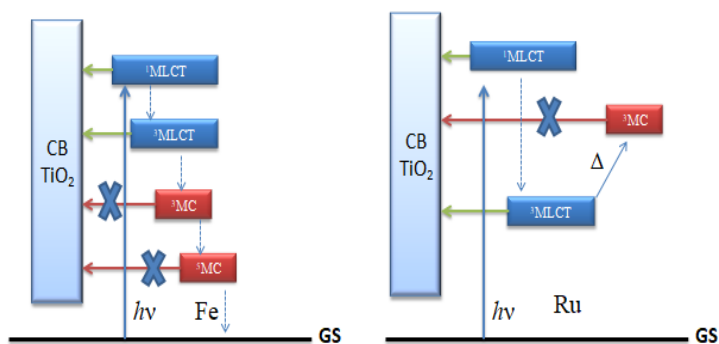 ¹MLCT
³MLCT
CB
TiO₂
³MC
⁵MC
hν
Fe
GS
¹MLCT
³MC
CB
TiO₂
Δ
³MLCT
hν
Ru
GS